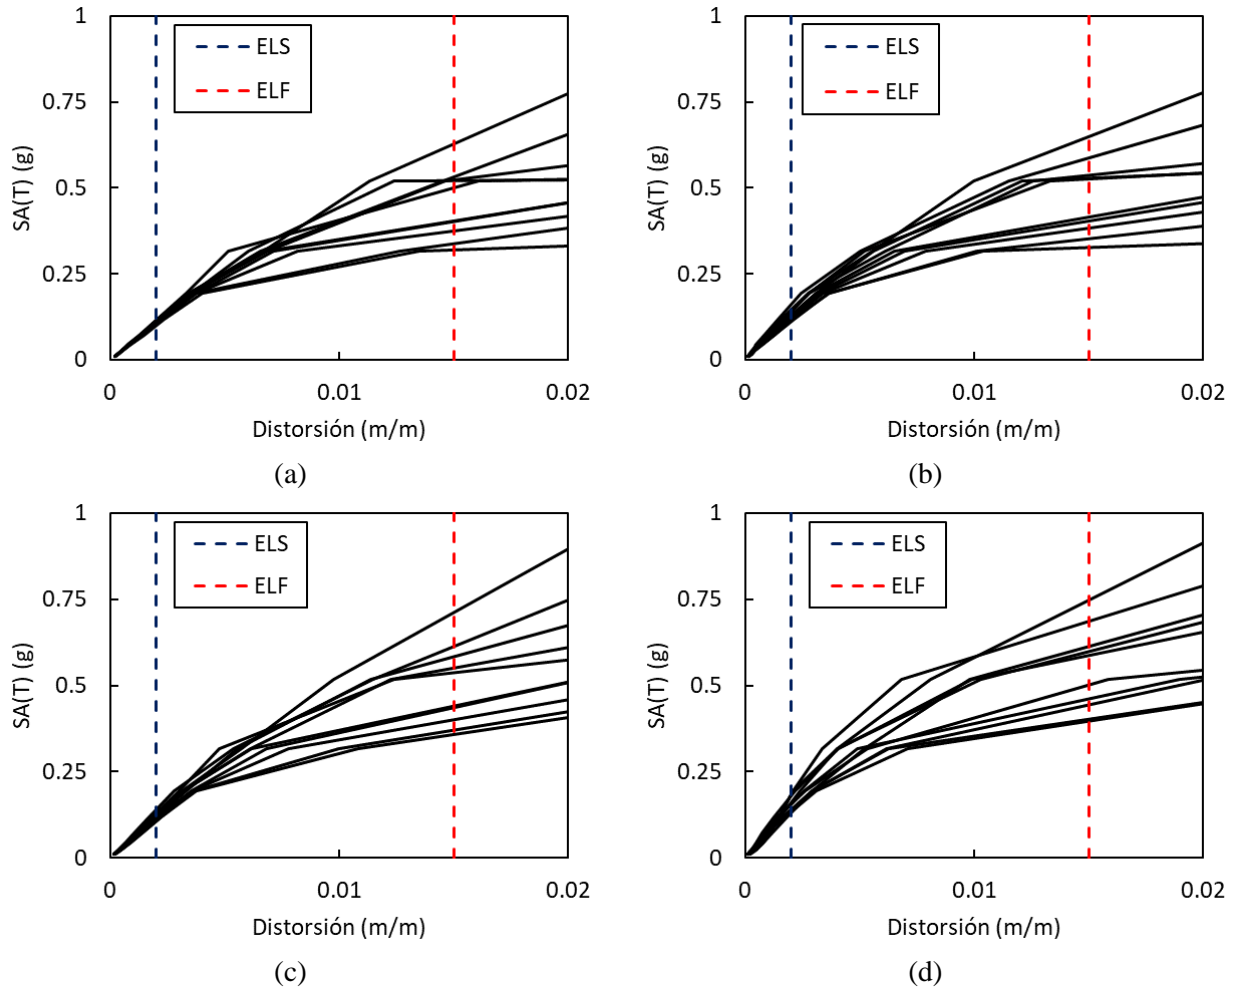 1
0.75
0.5
0.25
0
SA(T) (g)
ELS
ELF
0
0.01
0.02
Distorsión (m/m)
(a)
1
0.75
0.5
0.25
0
SA(T) (g)
ELS
ELF
0
0.01
0.02
Distorsión (m/m)
(b)
1
0.75
0.5
0.25
0
SA(T) (g)
ELS
ELF
0
0.01
0.02
Distorsión (m/m)
(c)
1
0.75
0.5
0.25
0
SA(T) (g)
ELS
ELF
0
0.01
0.02
Distorsión (m/m)
(d)